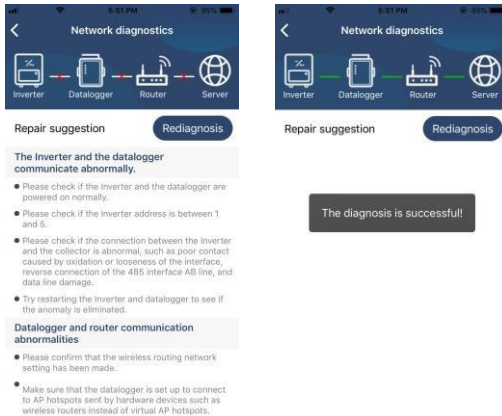 5:51 PM
35%
Network diagnostics
Inverter Datalogger Router Server
Repair suggestion
Rediagnosis
The Inverter and the datalogger
communicate abnormally.
Please check if the Inverter and the datalogger are
powered on normally.
Please check if the Inverter address is between 1
and 5.
Please check if the connection between the Inverter
and the collector is abnormal, such as poor contact
caused by oxidation or looseness of the interface,
reverse connection of the 485 interface AB line, and
data line damage.
Try restarting the Inverter and datalogger to see if
the anomaly is eliminated.
Datalogger and router communication
abnormalities
Please confirm that the wireless routing network
setting has been made.
Make sure that the datalogger is set up to connect
to AP hotspots sent by hardware devices such as
wireless routers instead of virtual AP hotspots.
5:51 PM
35%
Network diagnostics
Inverter Datalogger Router Server
Repair suggestion
Rediagnosis
The diagnosis is successful!